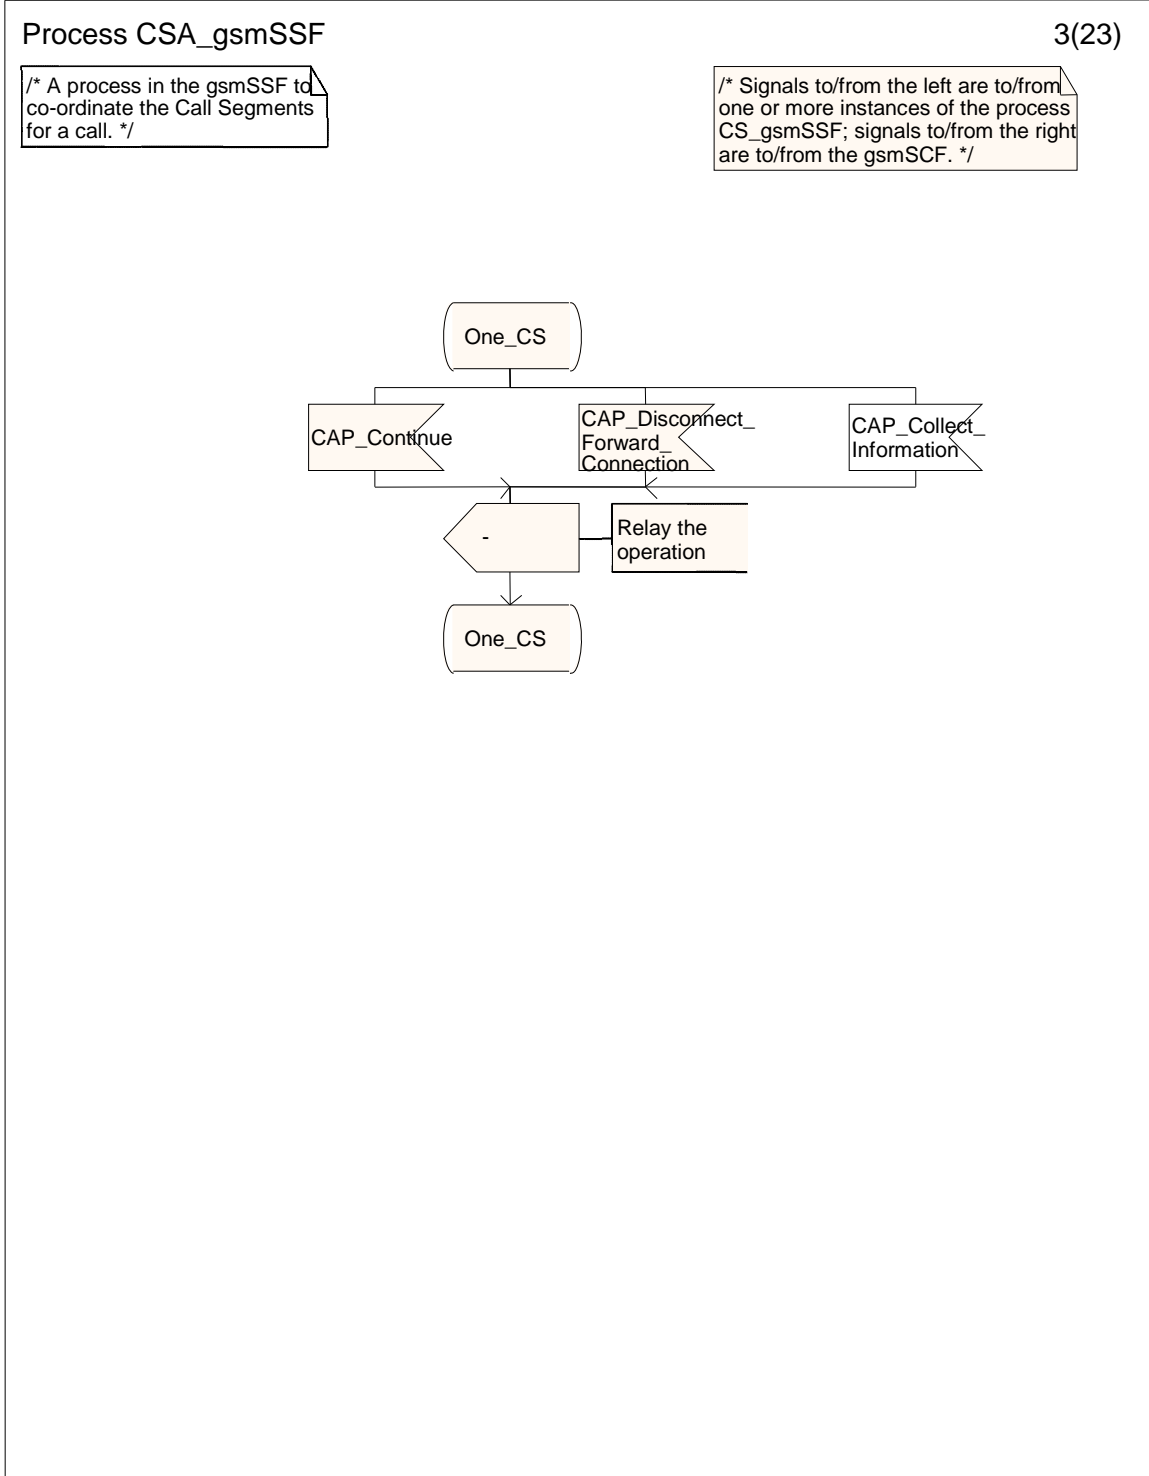 Process CSA_gsmSSF
3(23)
/* A process in the gsmSSF to
co-ordinate the Call Segments
for a call. */
/* Signals to/from the left are to/from
one or more instances of the process
CS_gsmSSF; signals to/from the right
are to/from the gsmSCF. */
One_CS
CAP_Continue
CAP_Disconnect_
Forward_
Connection
CAP_Collect_
Information
-
Relay the
operation
One_CS